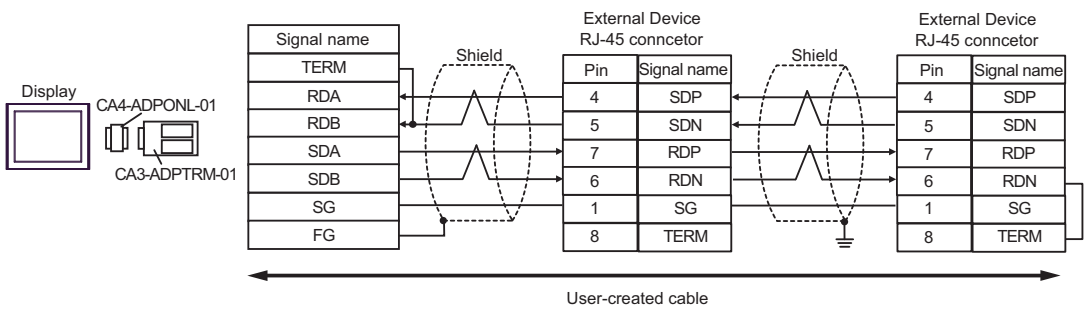 Display
CA4-ADPONL-01
CA3-ADPTRM-01
Signal name
TERM
RDA
RDB
SDA
SDB
SG
FG
Shield
External Device
RJ-45 conncetor
Pin Signal name
4 SDP
5 SDN
7 RDP
6 RDN
1 SG
8 TERM
Shield
External Device
RJ-45 conncetor
Pin Signal name
4 SDP
5 SDN
7 RDP
6 RDN
1 SG
8 TERM
User-created cable